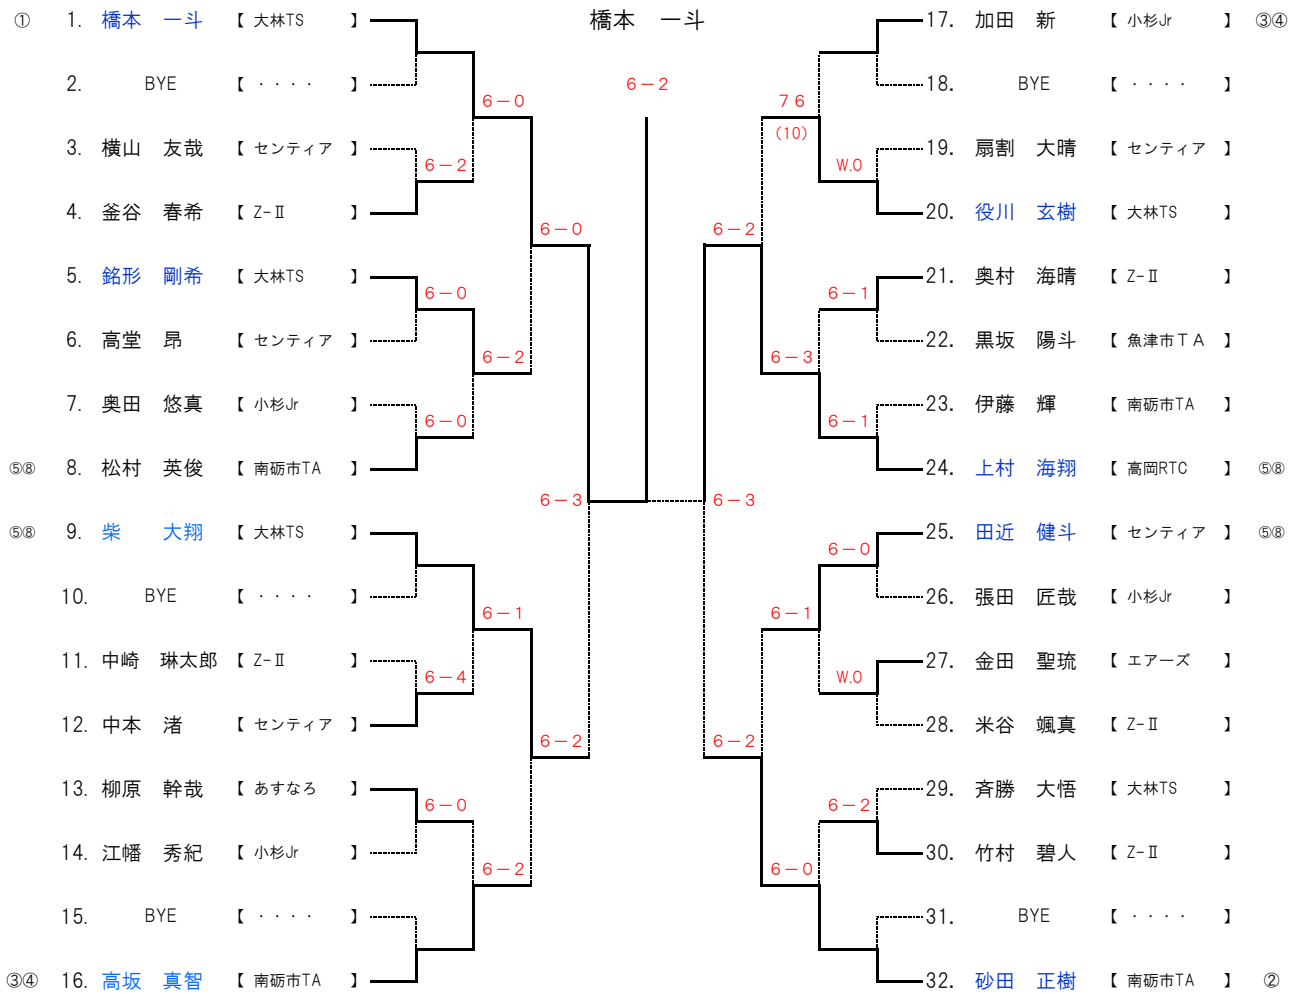 橋本　一斗
6－2
① 1. 橋本　一斗 【 大林TS 】
2. BYE 【 ・・・・ 】
6－0
3. 横山　友哉 【 センティア 】
6－2
4. 釜谷　春希 【 Z-Ⅱ 】
6－0
5. 銘形　剛希 【 大林TS 】
6－0
6. 高堂　昂 【 センティア 】
6－2
7. 奥田　悠真 【 小杉Jr 】
6－0
⑤⑧ 8. 松村　英俊 【 南砺市TA 】
6－3
⑤⑧ 9. 柴　　大翔 【 大林TS 】
10. BYE 【 ・・・・ 】
6－1
11. 中崎　琳太郎 【 Z-Ⅱ 】
6－4
12. 中本　渚 【 センティア 】
6－2
13. 柳原　幹哉 【 あすなろ 】
6－0
14. 江幡　秀紀 【 小杉Jr 】
6－2
15. BYE 【 ・・・・ 】
③④ 16. 高坂　真智 【 南砺市TA 】
17. 加田　新 【 小杉Jr 】 ③④
18. BYE 【 ・・・・ 】
7 6
(10)
19. 扇割　大晴 【 センティア 】
W.O
20. 役川　玄樹 【 大林TS 】
6－2
21. 奥村　海晴 【 Z-Ⅱ 】
6－1
22. 黒坂　陽斗 【 魚津市ＴＡ 】
6－3
23. 伊藤　輝 【 南砺市TA 】
6－1
24. 上村　海翔 【 高岡RTC 】 ⑤⑧
6－3
25. 田近　健斗 【 センティア 】 ⑤⑧
6－0
26. 張田　匠哉 【 小杉Jr 】
6－1
27. 金田　聖琉 【 エアーズ 】
W.O
28. 米谷　颯真 【 Z-Ⅱ 】
6－2
29. 斉勝　大悟 【 大林TS 】
6－2
30. 竹村　碧人 【 Z-Ⅱ 】
6－0
31. BYE 【 ・・・・ 】
32. 砂田　正樹 【 南砺市TA 】 ②